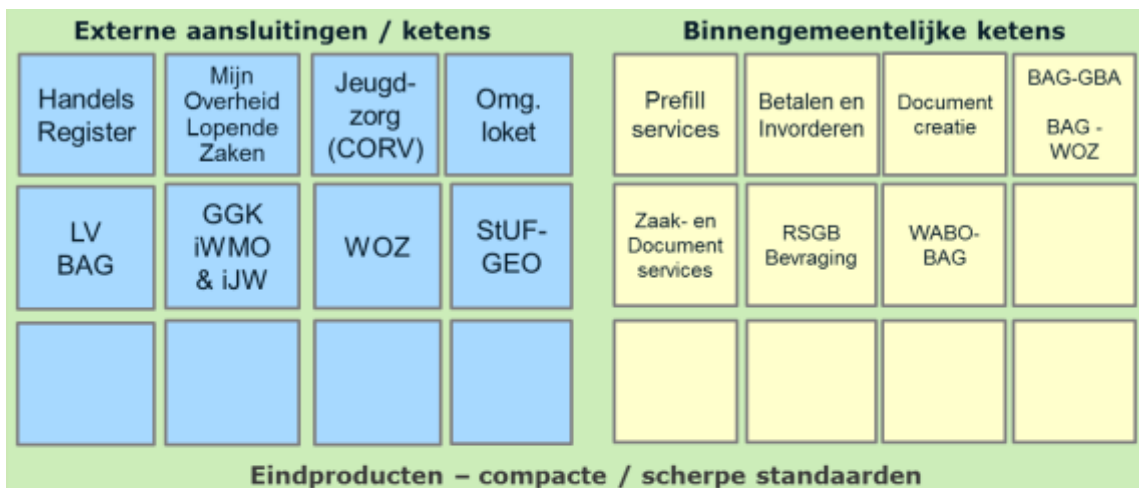 Externe aansluitingen / ketens
Handels
Register
Mijn
Overheid
Lopende
Zaken
Jeugd-
zorg
(CORV)
Omg.
loket
LV
BAG
GGK
iWMO
& iJW
WOZ
StUF-
GEO
Binnengemeentelijke ketens
Prefill
services
Betalen en
Invorderen
Document
creatie
BAG-GBA
BAG -
WOZ
Zaak- en
Document
services
RSGB
Bevraging
WABO-
BAG
Eindproducten – compacte / scherpe standaarden